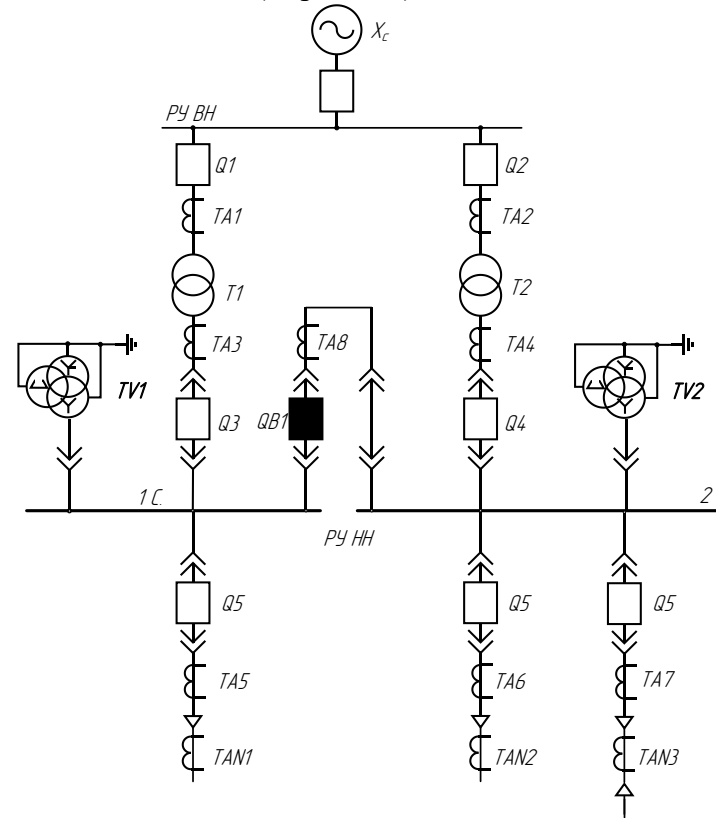 Xс
РУ ВН
Q1
Q2
TA1
TA2
T1
T2
TA3
TA8
TA4
TV1
TV2
Q3
QB1
Q4
1 С.
2
РУ НН
Q5
Q5
Q5
TA5
TA6
TA7
TAN1
TAN2
TAN3